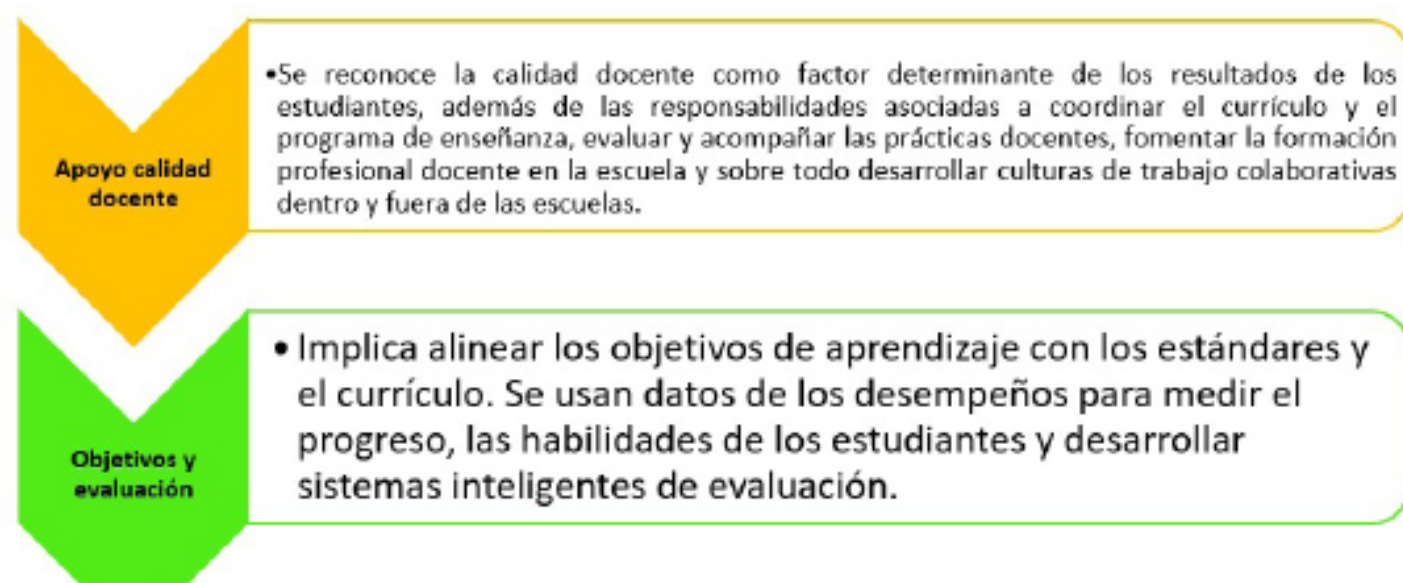 Apoyo calidad
docente
•Se reconoce la calidad docente como factor determinante de los resultados de los
estudiantes, además de las responsabilidades asociadas a coordinar el currículo y el
programa de enseñanza, evaluar y acompañar las prácticas docentes, fomentar la formación
profesional docente en la escuela y sobre todo desarrollar culturas de trabajo colaborativas
dentro y fuera de las escuelas.
Objetivos y
evaluación
• Implica alinear los objetivos de aprendizaje con los estándares y
el currículo. Se usan datos de los desempeños para medir el
progreso, las habilidades de los estudiantes y desarrollar
sistemas inteligentes de evaluación.